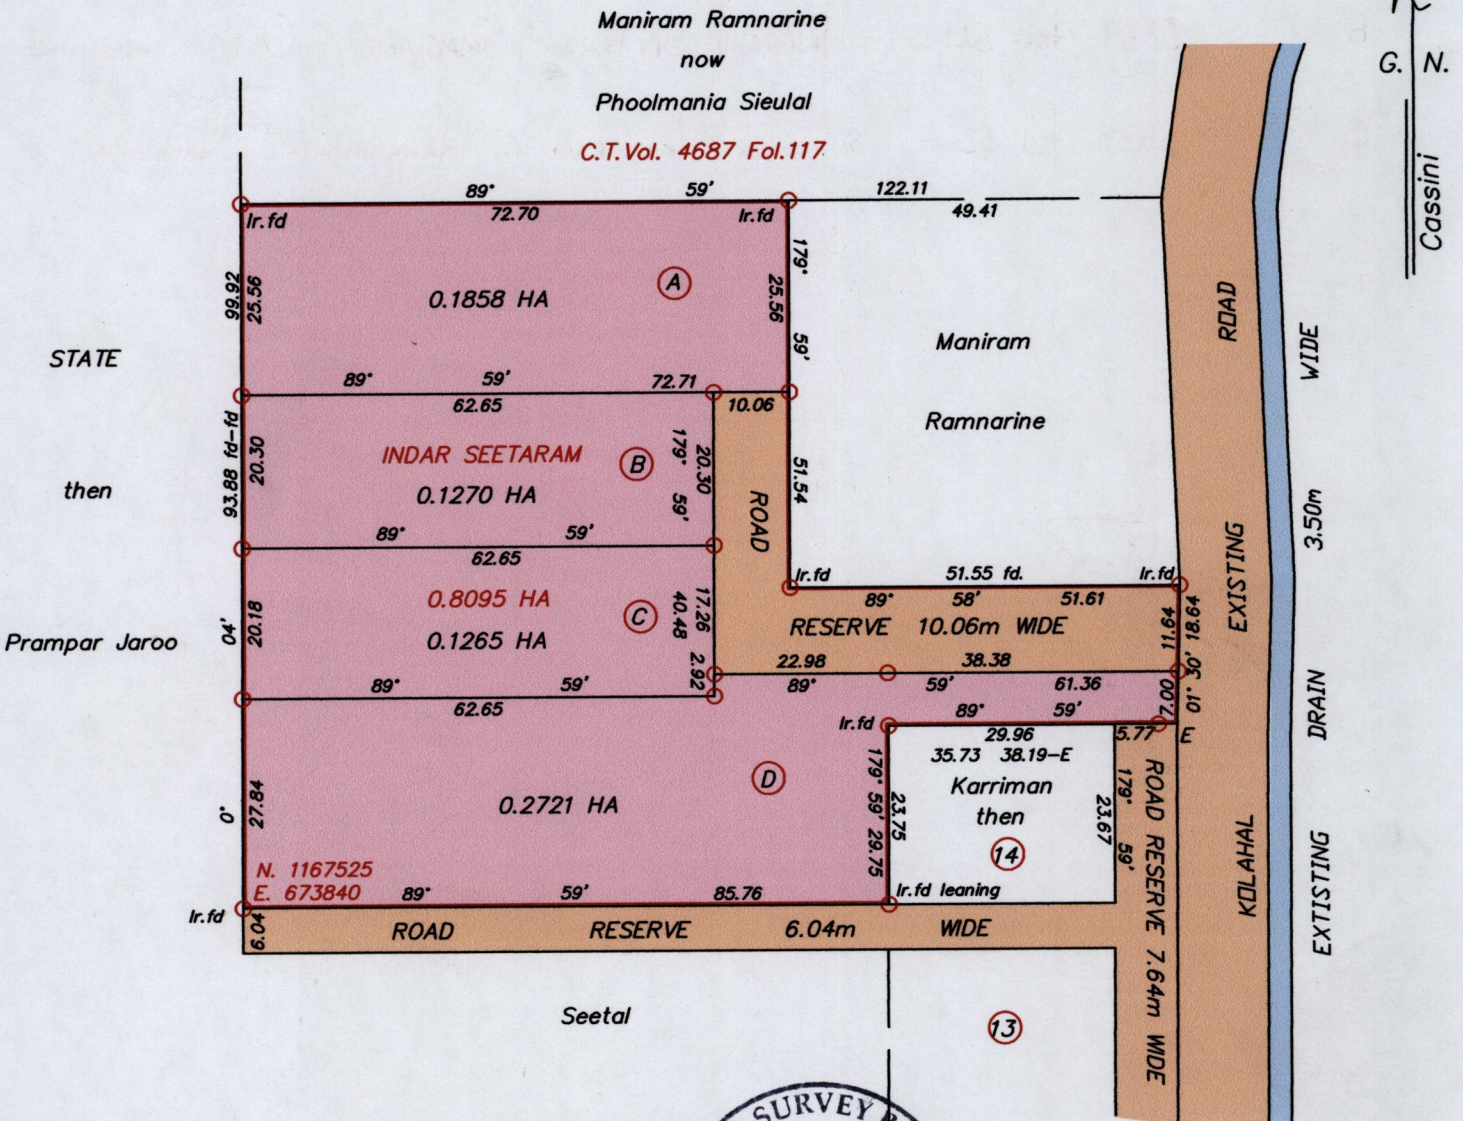 Maniram Ramnarine
now
Phoolmania Sieulal
C.T.Vol. 4687 Fol.117
G. N.
Cassini
89° 59' 122.11
72.70 49.41
Ir.fd Ir.fd
99.92
25.56
179° 59'
25.56
A
0.1858 HA
STATE
then
Prampar Jaroo
Maniram
Ramnarine
89° 59' 72.71
62.65 10.06
93.88 fd-fd
20.30
INDAR SEETARAM
B
0.1270 HA
179° 59'
20.30
51.54
ROAD
89° 59'
62.65
0.8095 HA
C
0.1265 HA
04'
20.18
17.26
40.48
2.92
Ir.fd 51.55 fd. Ir.fd
89° 58' 51.61
RESERVE 10.06m WIDE
11.64
18.64
22.98 38.38
89° 59' 61.36
7.00
01° 30'
89° 59'
62.65
Ir.fd 89° 59'
29.96 5.77 E
35.73 38.19-E
Karriman
then
14
D
0.2721 HA
0°
27.84
179° 59' 29.75
23.75
23.67
179° 59'
N. 1167525
E. 673840
89° 59' 85.76
Ir.fd leaning
Ir.fd
6.04
ROAD RESERVE 6.04m WIDE
ROAD RESERVE 7.64m WIDE
KOLAHAL EXISTING ROAD
EXTISTING DRAIN 3.50m WIDE
Seetal
13
SURVEY